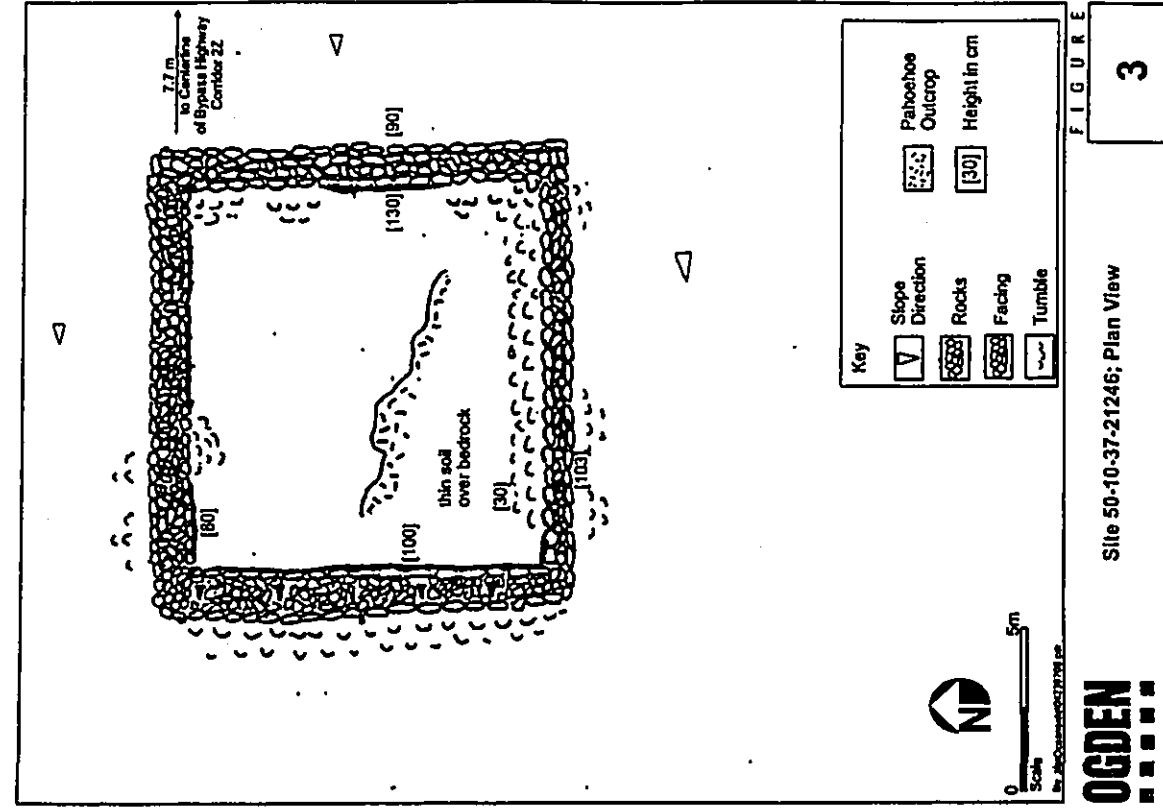 7.7 m
to Centerline
of Bypass Highway
Corridor 2Z
[90]
[130]
[80]
[100]
thin soil
over bedrock
[30]
[103]
Key
Slope
Direction
Rocks
Facing
Tumble
Pahoehoe
Outcrop
[30]
Height in cm
N
0
5m
Scale
OGDEN
Site 50-10-37-21246; Plan View
FIGURE
3